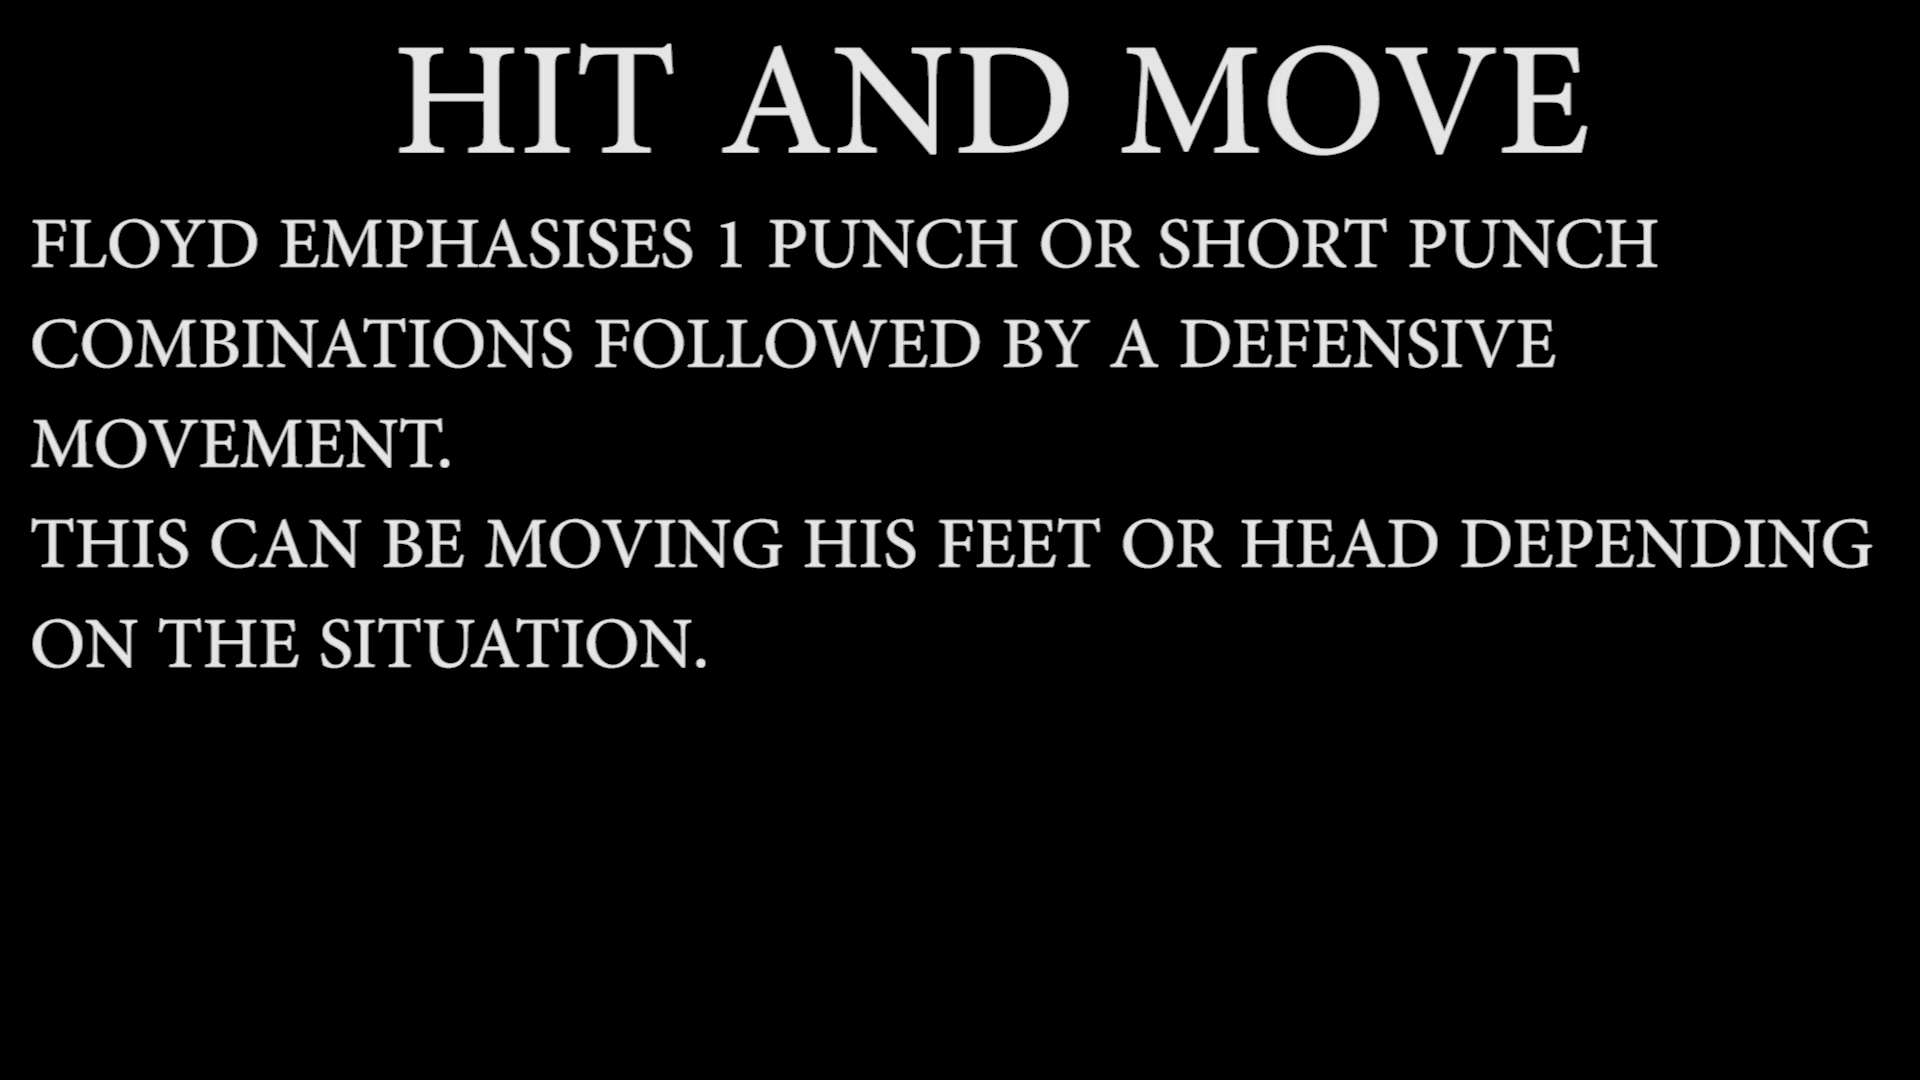 HIT AND MOVE
FLOYD EMPHASISES 1 PUNCH OR SHORT PUNCH
COMBINATIONS FOLLOWED BY A DEFENSIVE
MOVEMENT.
THIS CAN BE MOVING HIS FEET OR HEAD DEPENDING
ON THE SITUATION.